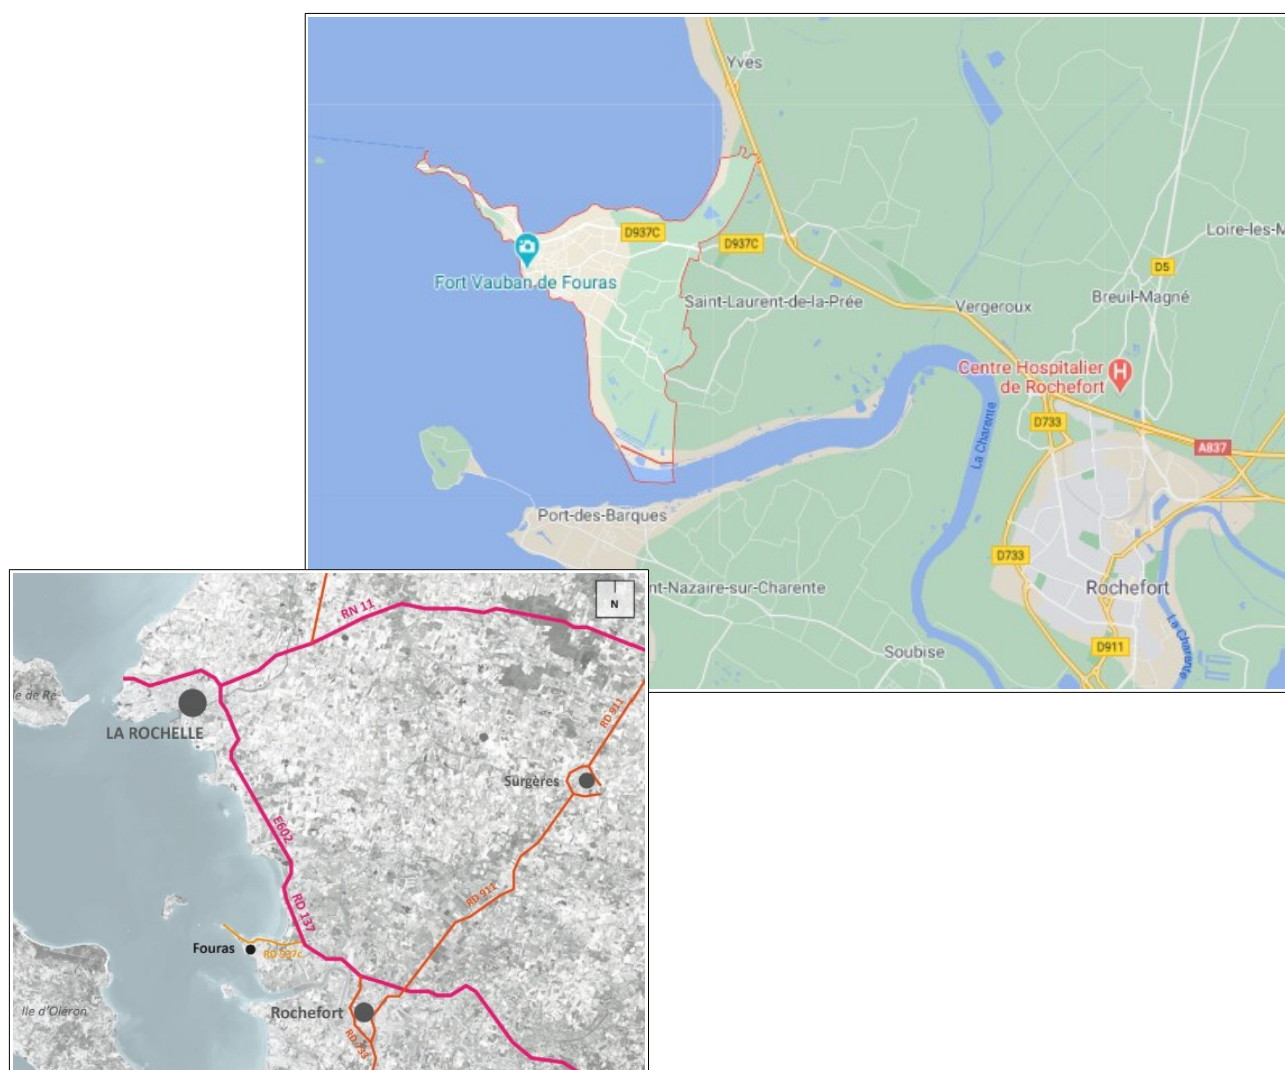 Yves
D937C
D937C
Loire-les-M
Fort Vauban de Fouras
D5
Saint-Laurent-de-la-Prée
Vergeroux
Breuil-Magné
Centre Hospitalier
de Rochefort
H
D733
La Charente
A837
Port-des-Barques
D733
nt-Nazaire-sur-Charente
Rochefort
La Charente
Soubise
D911
N
RN 11
le de Ré
LA ROCHELLE
RD 911
Surgères
E602
RD 911
RD 137
Fouras
RD 937c
Ile d'Oléron
Rochefort
RD 733